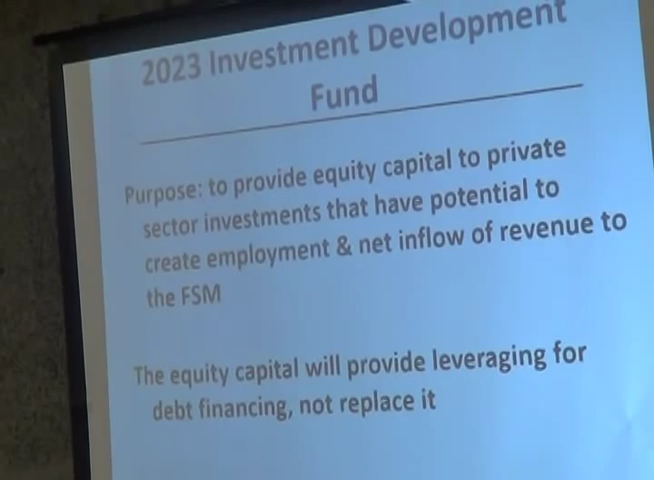 2023 Investment Development
Fund
Purpose: to provide equity capital to private
sector investments that have potential to
create employment & net inflow of revenue to
the FSM
The equity capital will provide leveraging for
debt financing, not replace it